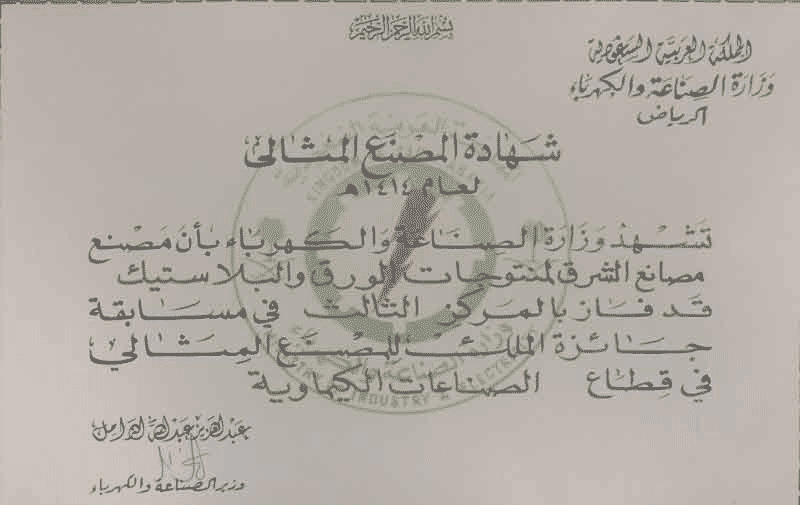 بسم الله الرحمن الرحيم
المملكة العربية السعودية
وزارة الصناعة والكهرباء
الرياض
شهادة المصنع المثالي
لعام ١٤١٤هـ
تشهد وزارة الصناعة والكهرباء بأن مصنع
مصانع الشرق لمنتوجات الورق والبلاستيك
قد فاز بالمركز الثالث في مسابقة
جائزة الملك للمصنع المثالي
في قطاع الصناعات الكيماوية
INDUSTRY &
عبدالعزيز عبدالله الزامل
وزير الصناعة والكهرباء